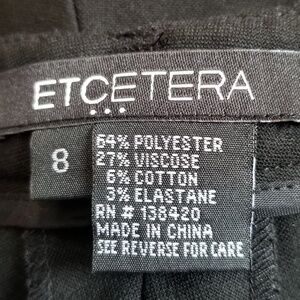 ETCETERA
8
64% POLYESTER
27% VISCOSE
6% COTTON
3% ELASTANE
RN # 138420
MADE IN CHINA
SEE REVERSE FOR CARE